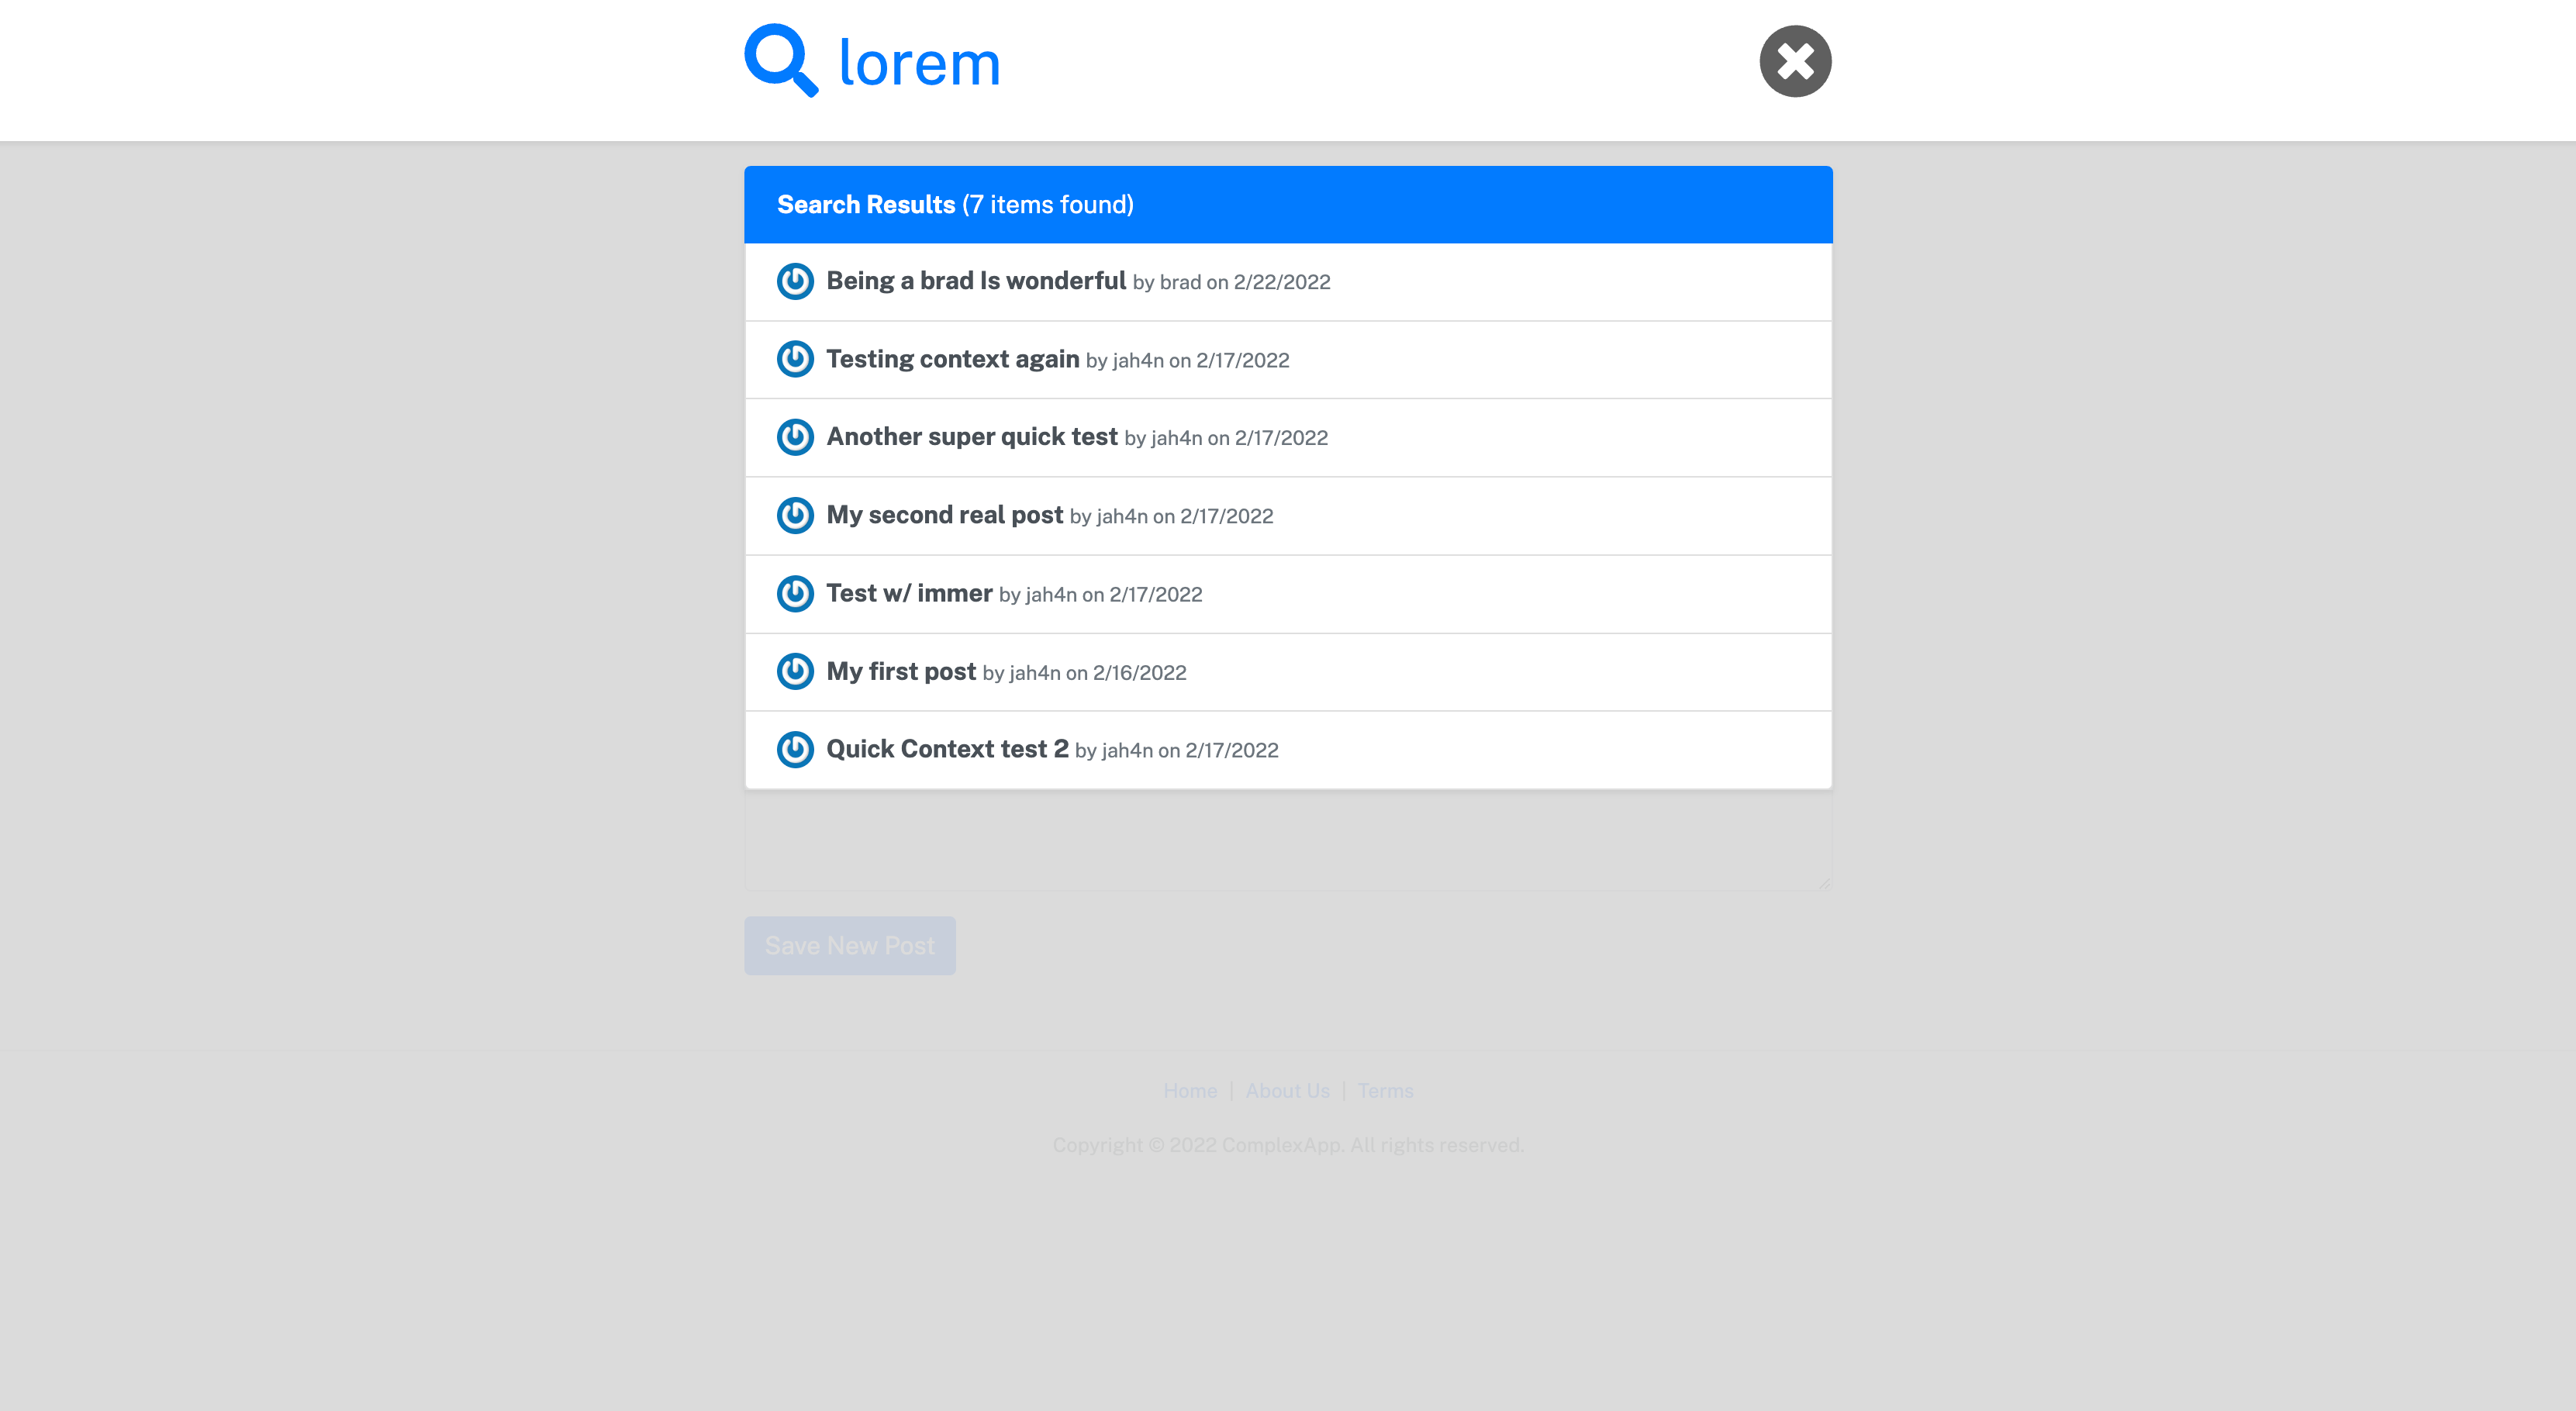 lorem
Search Results (7 items found)
Being a brad Is wonderful by brad on 2/22/2022
Testing context again by jah4n on 2/17/2022
Another super quick test by jah4n on 2/17/2022
My second real post by jah4n on 2/17/2022
Test w/ immer by jah4n on 2/17/2022
My first post by jah4n on 2/16/2022
Quick Context test 2 by jah4n on 2/17/2022
Save New Post
Home | About Us | Terms
Copyright © 2022 ComplexApp. All rights reserved.